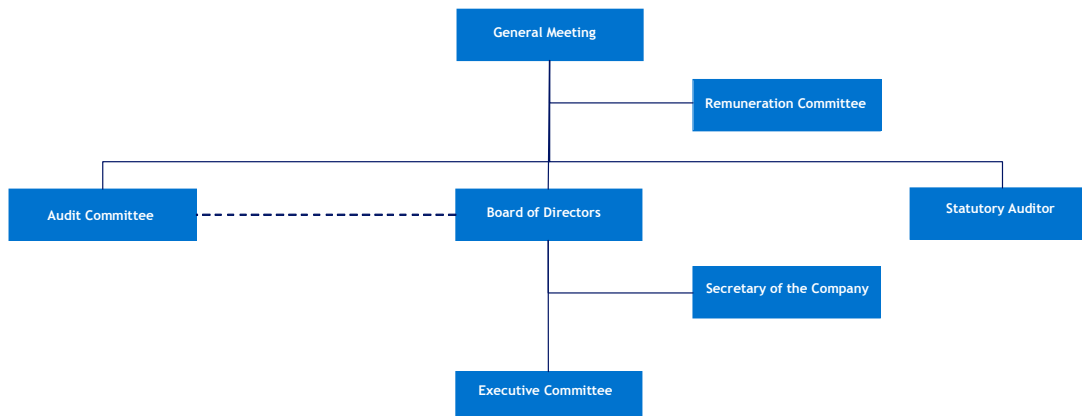 General Meeting
Remuneration Committee
Audit Committee
Board of Directors
Statutory Auditor
Secretary of the Company
Executive Committee